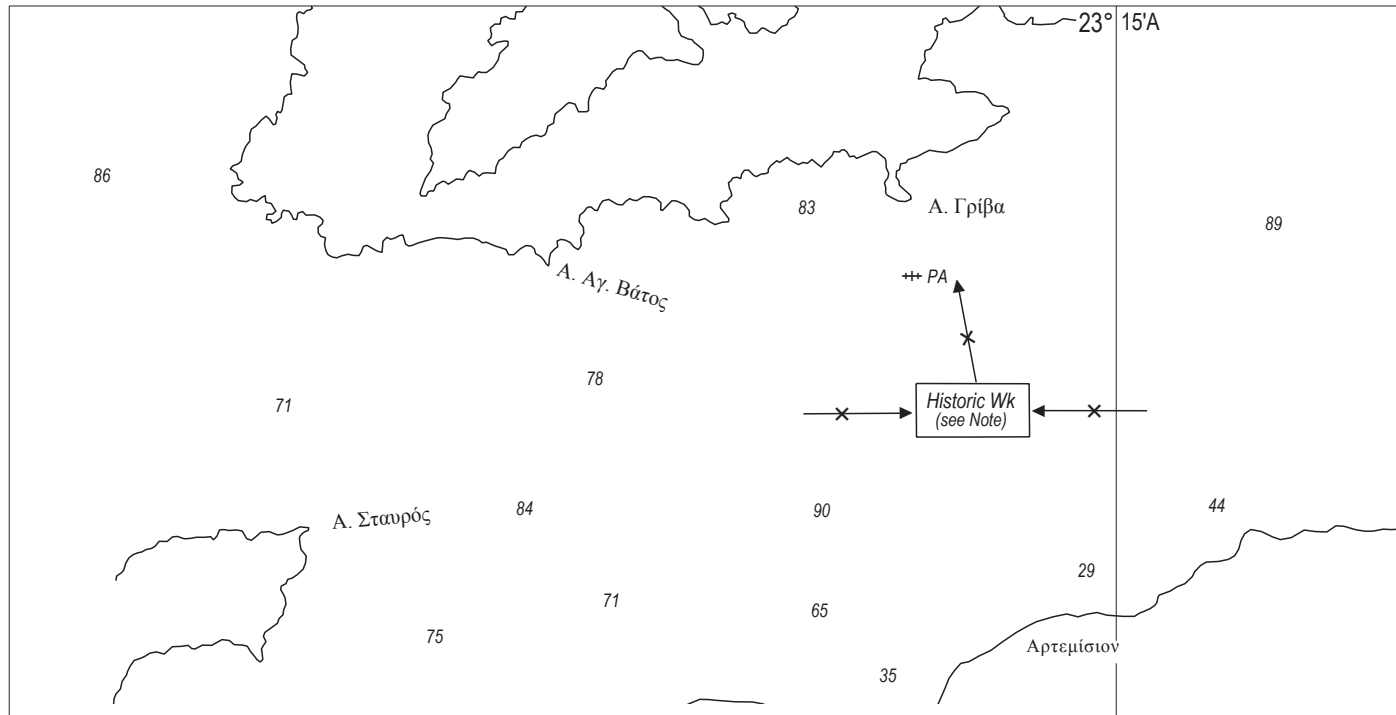 23° 15'A
86
83
Α. Γρίβα
89
PA
Α. Αγ. Βάτος
78
71
Historic Wk
(see Note)
Α. Σταυρός
84
90
44
29
71
65
75
Αρτεμίσιον
35